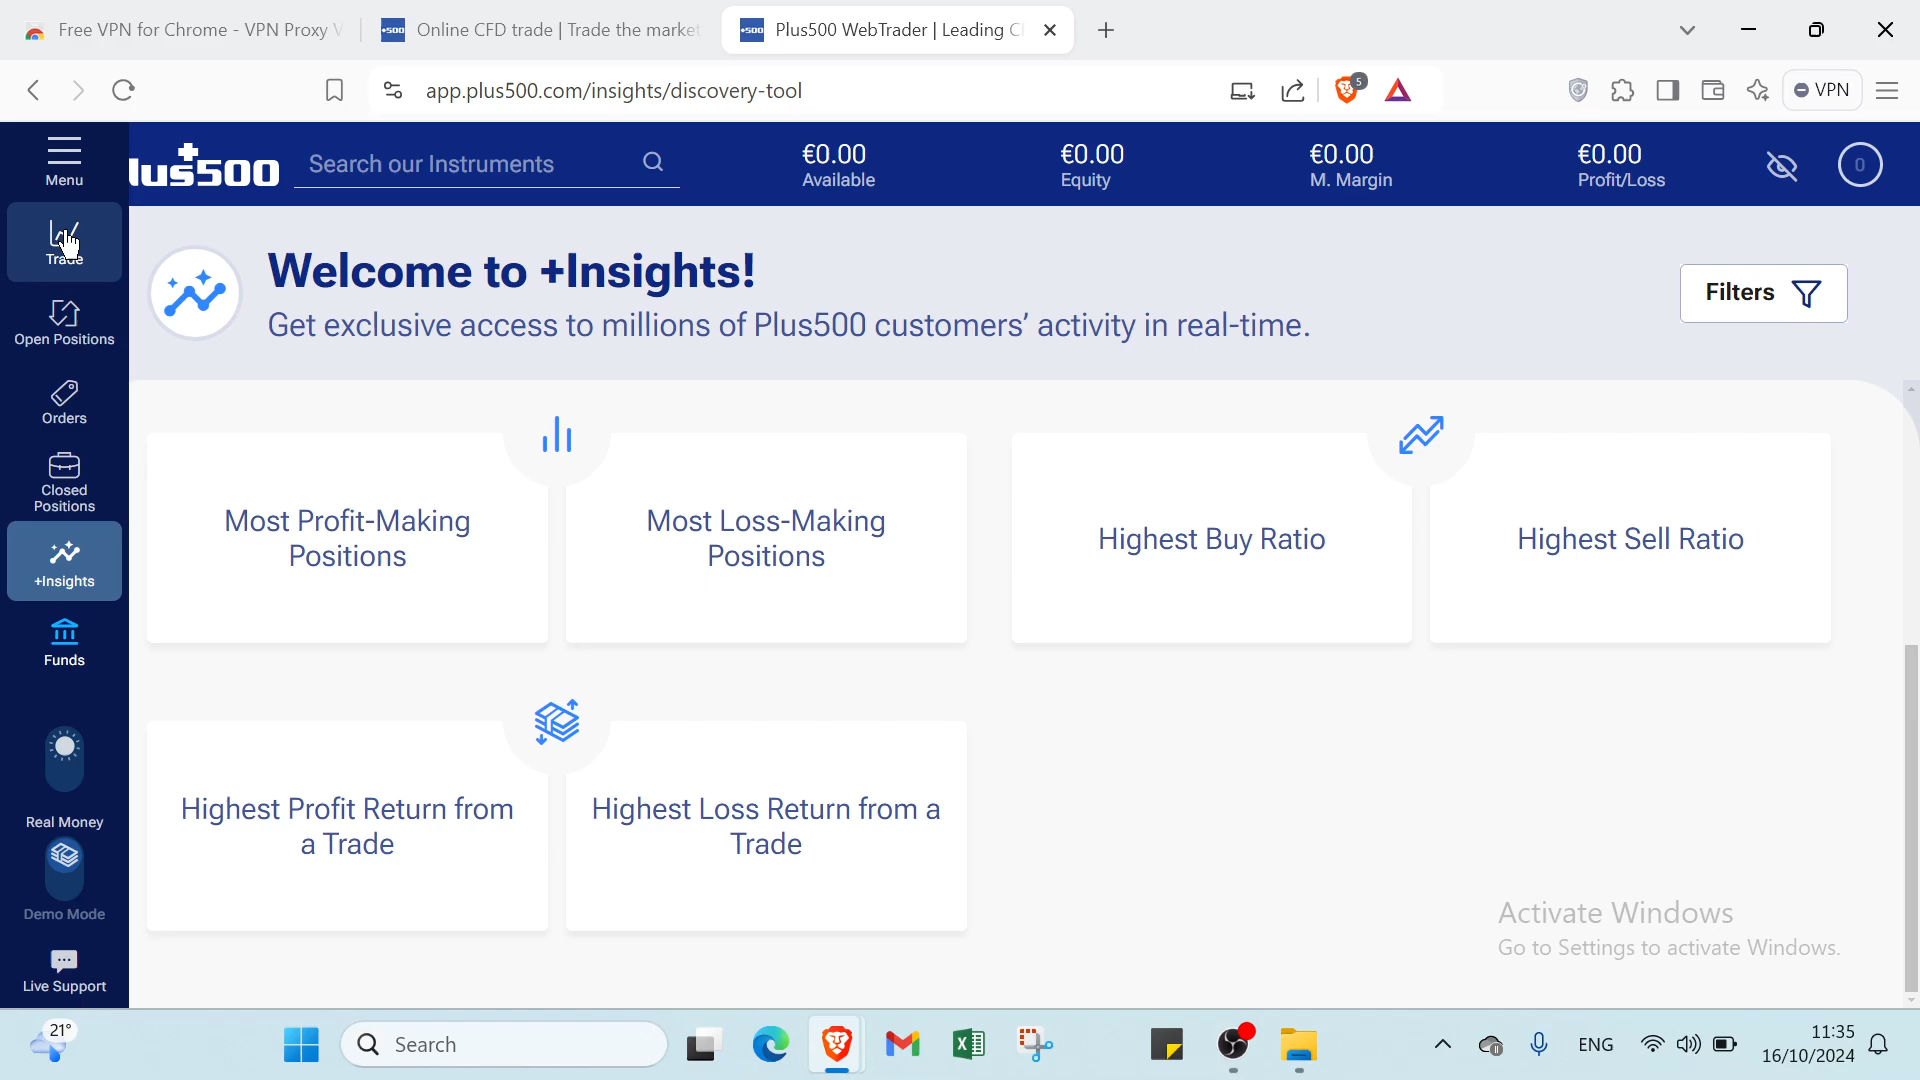 Free VPN for Chrome - VPN Proxy V
Online CFD trade | Trade the market
Plus500 WebTrader | Leading C
app.plus500.com/insights/discovery-tool
5
VPN
Menu
lus500
Search our Instruments
€0.00
Available
€0.00
Equity
€0.00
M. Margin
€0.00
Profit/Loss
0
Trade
Open Positions
Orders
Closed
Positions
+Insights
Funds
Real Money
Demo Mode
Live Support
Welcome to +Insights!
Get exclusive access to millions of Plus500 customers' activity in real-time.
Filters
Most Profit-Making
Positions
Most Loss-Making
Positions
Highest Buy Ratio
Highest Sell Ratio
Highest Profit Return from
a Trade
Highest Loss Return from a
Trade
Activate Windows
Go to Settings to activate Windows.
21°
Search
ENG
11:35
16/10/2024